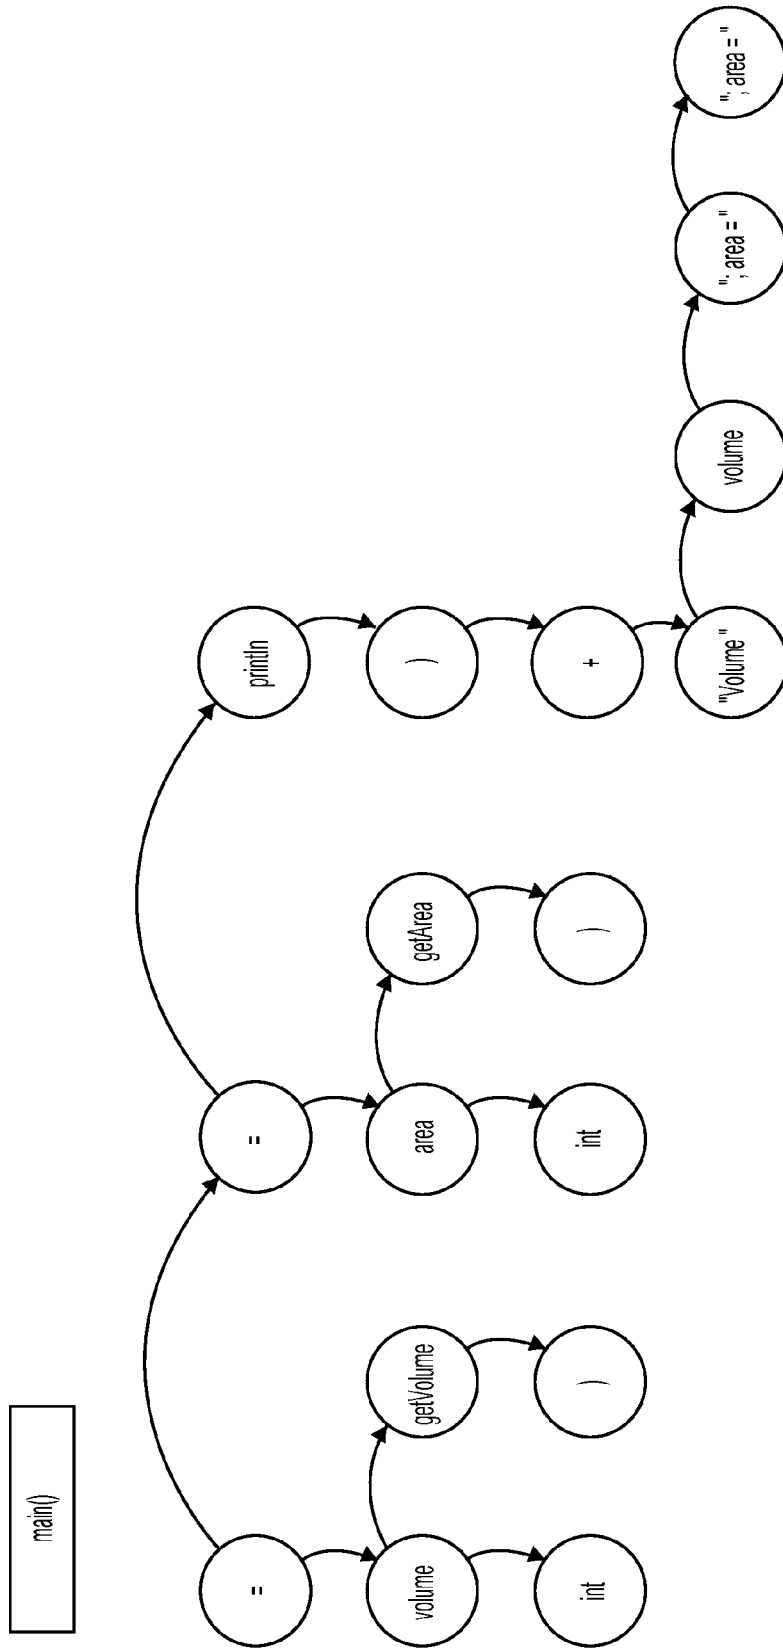 main()
=
=
println
volume
getVolume
area
getArea
)
int
)
int
)
+
"Volume "
volume
"; area = "
"; area = "